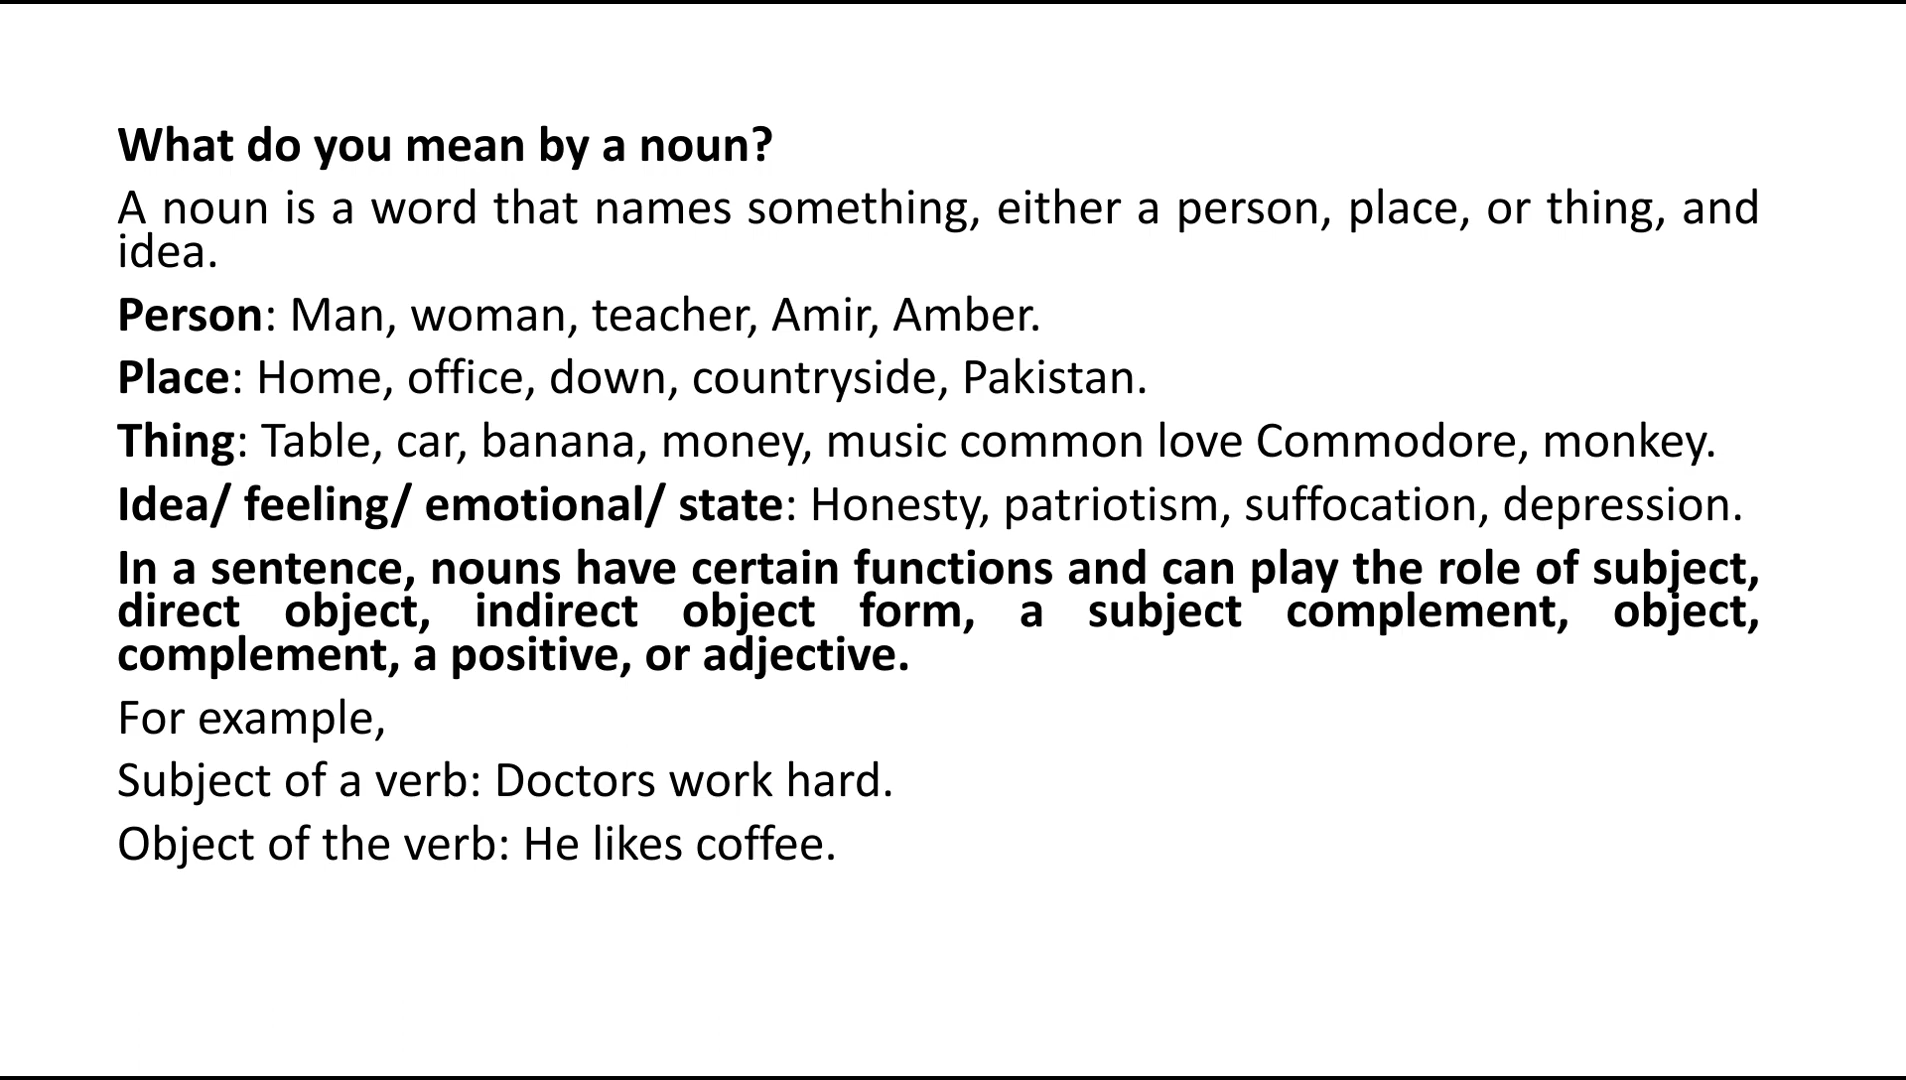 What do you mean by a noun?
A noun is a word that names something, either a person, place, or thing, and
idea.
Person: Man, woman, teacher, Amir, Amber.
Place: Home, office, down, countryside, Pakistan.
Thing: Table, car, banana, money, music common love Commodore, monkey.
Idea/ feeling/ emotional/ state: Honesty, patriotism, suffocation, depression.
In a sentence, nouns have certain functions and can play the role of subject,
direct object, indirect object form, a subject complement, object,
complement, a positive, or adjective.
For example,
Subject of a verb: Doctors work hard.
Object of the verb: He likes coffee.